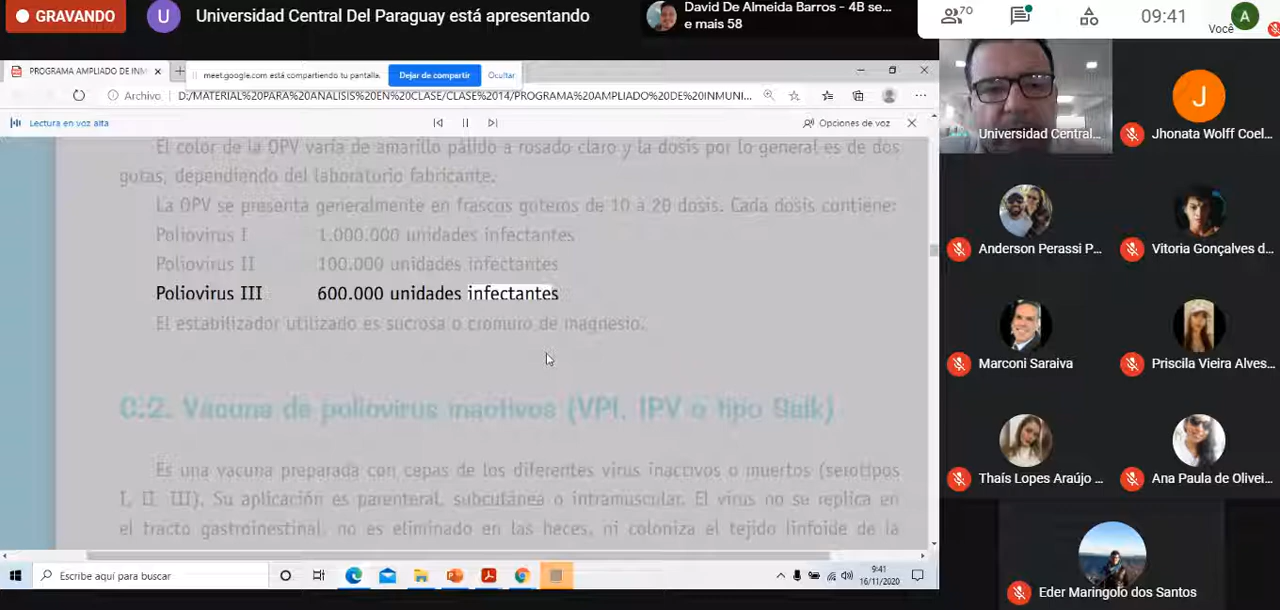 GRAVANDO
U
Universidad Central Del Paraguay está apresentando
David De Almeida Barros - 4B se...
e mais 58
70
09:41
Você
A
PROGRAMA AMPLIADO DE INM
meet.google.com está compartiendo tu pantalla.
Dejar de compartir
Ocultar
Archivo
D:/MATERIAL%20PARA%20ANALISIS%20EN%20CLASE/CLASE%2014/PROGRAMA%20AMPLIADO%20DE%20INMUNI...
Lectura en voz alta
Opciones de voz
El color de la OPV varía de amarillo pálido a rosado claro y la dosis por lo general es de dos
gotas, dependiendo del laboratorio fabricante.
La OPV se presenta generalmente en frascos goteros de 10 à 20 dosis. Cada dosis contiene:
Poliovirus I 1.000.000 unidades infectantes
Poliovirus II 100.000 unidades infectantes
Poliovirus III 600.000 unidades infectantes
El estabilizador utilizado es sucrosa o cromuro de magnesio.
C.2. Vacuna de poliovirus inactivos (VPI, IPV o tipo Salk)
Es una vacuna preparada con cepas de los diferentes virus inactivos o muertos (serotipos
I, II, III). Su aplicación es parenteral, subcutánea o intramuscular. El virus no se replica en
el tracto gastroinestinal, no es eliminado en las heces, ni coloniza el tejido linfoide de la
Escribe aquí para buscar
9:41
16/11/2020
Universidad Central...
J
Jhonata Wolff Coel...
Anderson Perassi P...
Vitoria Gonçalves d...
Marconi Saraiva
Priscila Vieira Alves...
Thaís Lopes Araújo ...
Ana Paula de Olivei...
Eder Maringolo dos Santos